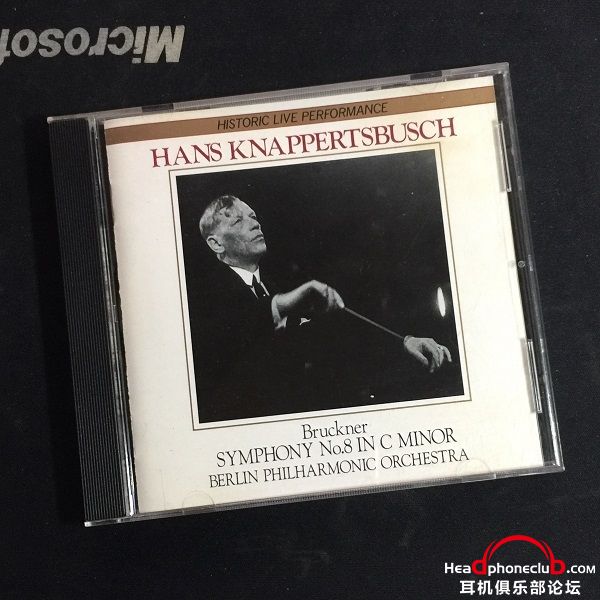 Microsoft
HISTORIC LIVE PERFORMANCE
HANS KNAPPERTSBUSCH
Bruckner
SYMPHONY No.8 IN C MINOR
BERLIN PHILHARMONIC ORCHESTRA
Headphoneclub.com
耳机俱乐部论坛